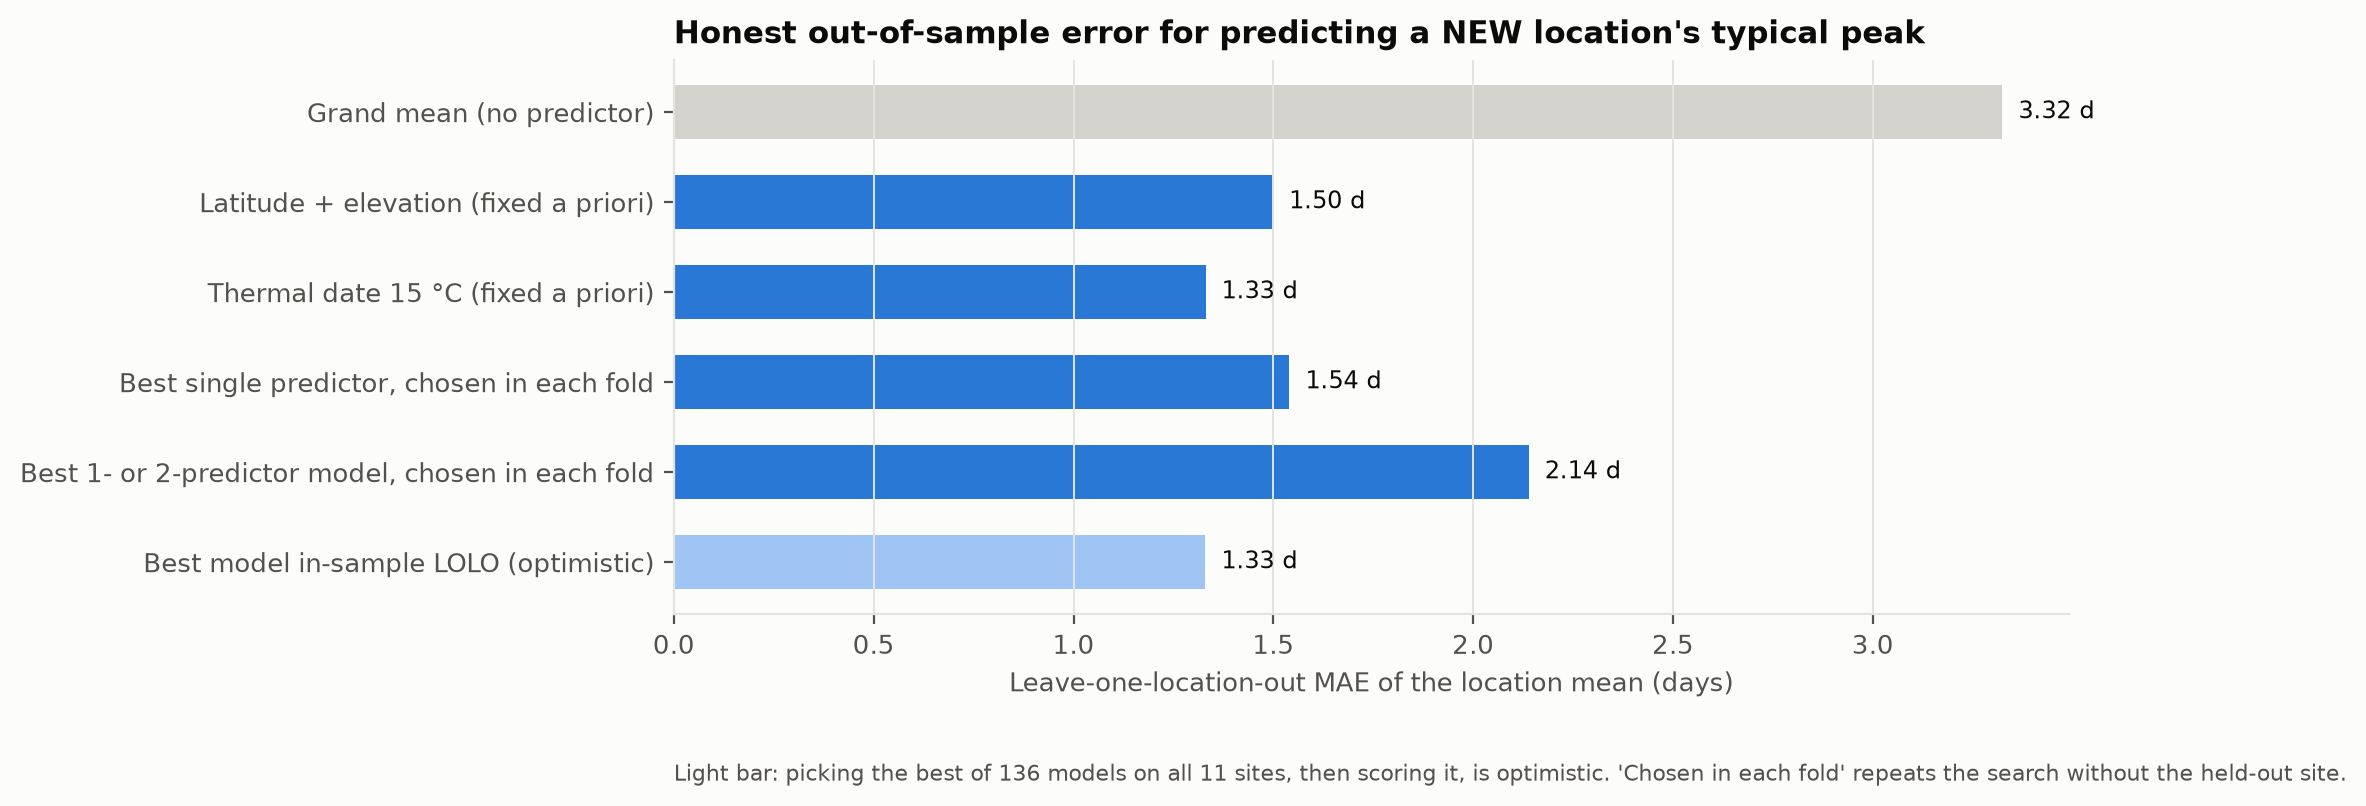 Honest out-of-sample error for predicting a NEW location's typical peak
Grand mean (no predictor)
3.32 d
Latitude + elevation (fixed a priori)
1.50 d
Thermal date 15 °C (fixed a priori)
1.33 d
Best single predictor, chosen in each fold
1.54 d
Best 1- or 2-predictor model, chosen in each fold
2.14 d
Best model in-sample LOLO (optimistic)
1.33 d
0.0 0.5 1.0 1.5 2.0 2.5 3.0
Leave-one-location-out MAE of the location mean (days)
Light bar: picking the best of 136 models on all 11 sites, then scoring it, is optimistic. 'Chosen in each fold' repeats the search without the held-out site.